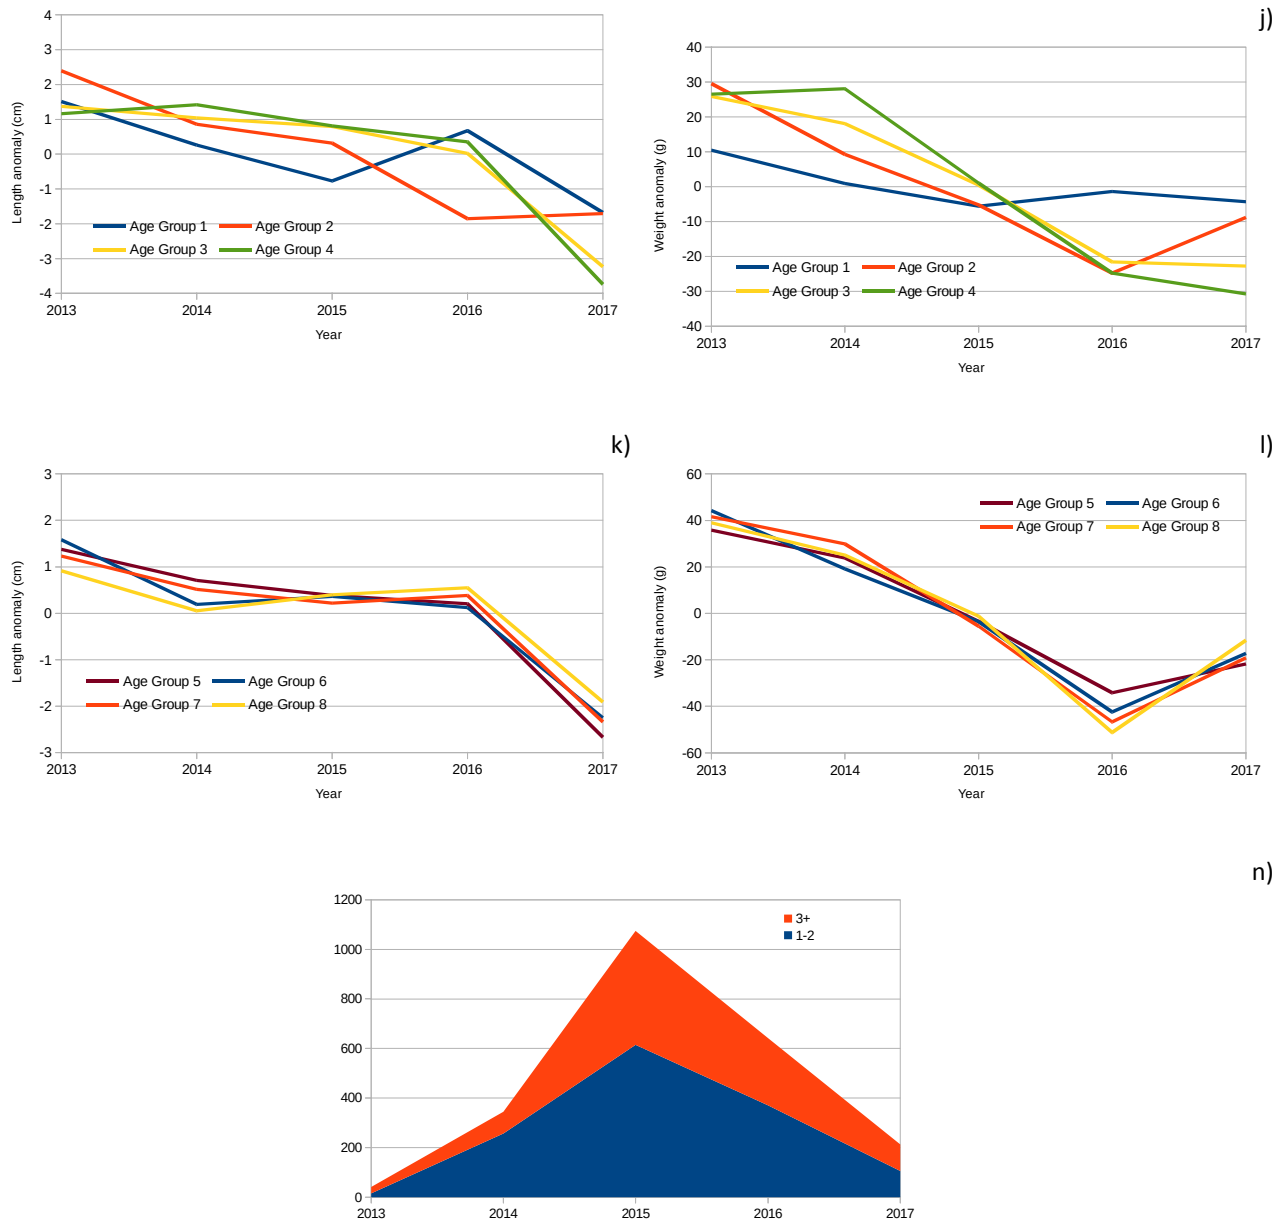 j)
4
3
2
1
0
-1
-2
-3
-4
Length anomaly (cm)
Age Group 1 Age Group 2
Age Group 3 Age Group 4
2013 2014 2015 2016 2017
Year
40
30
20
10
0
-10
-20
-30
-40
Weight anomaly (g)
Age Group 1 Age Group 2
Age Group 3 Age Group 4
2013 2014 2015 2016 2017
Year
k)
3
2
1
0
-1
-2
-3
Length anomaly (cm)
Age Group 5 Age Group 6
Age Group 7 Age Group 8
2013 2014 2015 2016 2017
Year
l)
60
40
20
0
-20
-40
-60
Weight anomaly (g)
Age Group 5 Age Group 6
Age Group 7 Age Group 8
2013 2014 2015 2016 2017
Year
n)
1200
1000
800
600
400
200
0
3+
1-2
2013 2014 2015 2016 2017